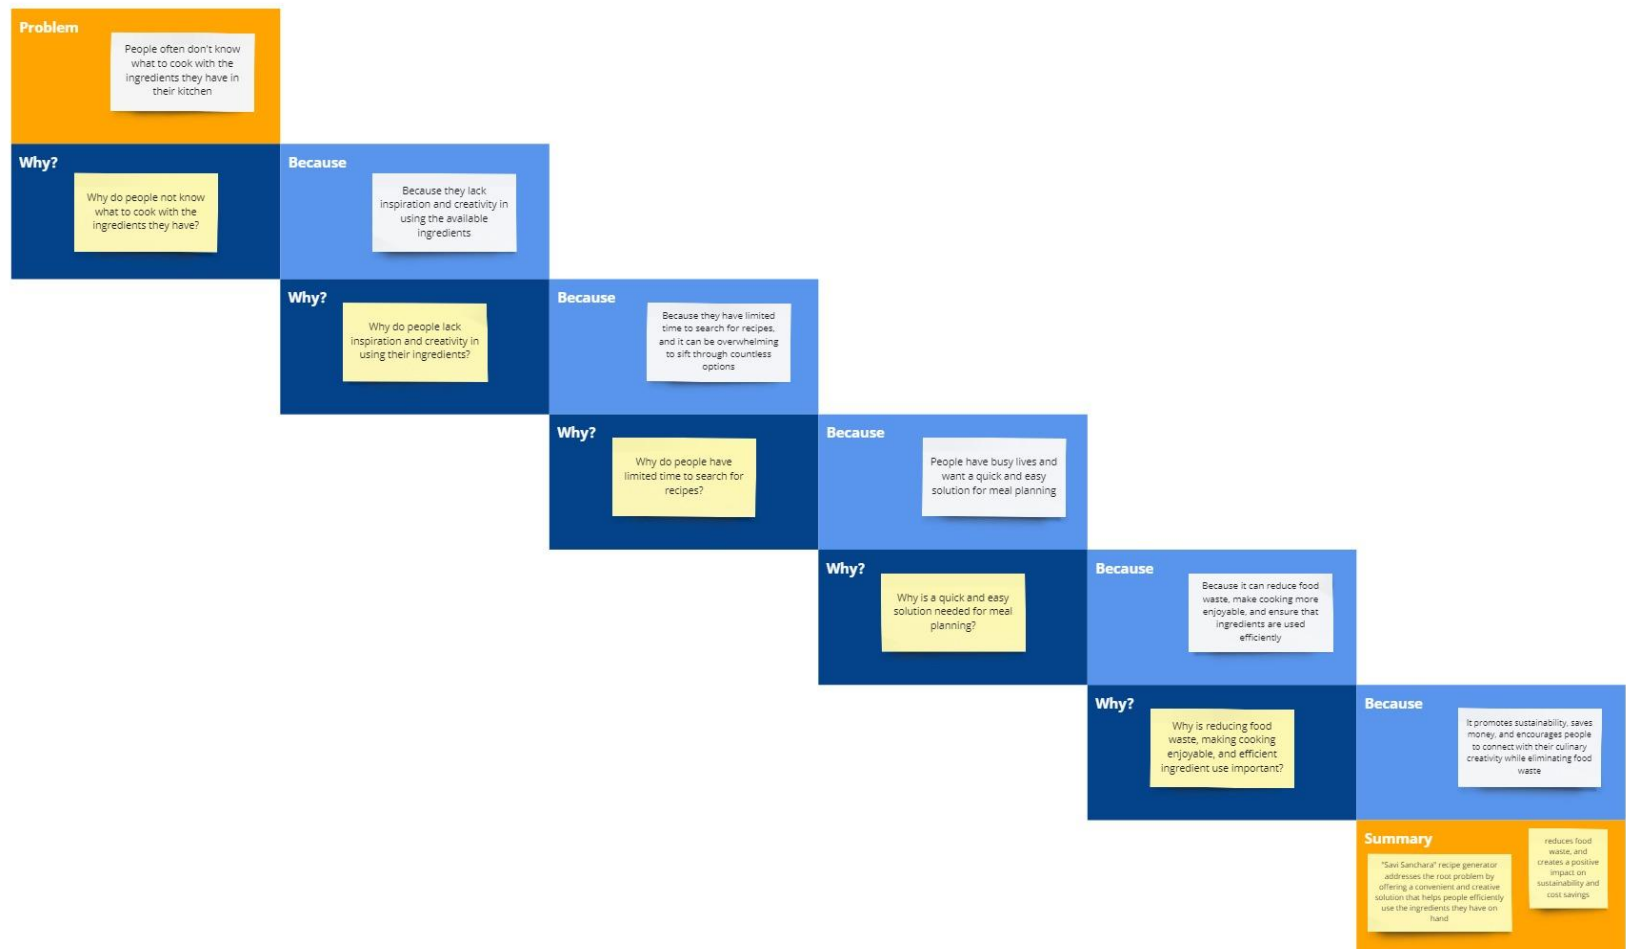 Problem
People often don't know
what to cook with the
ingredients they have in
their kitchen
Why?
Why do people not know
what to cook with the
ingredients they have?
Because
Because they lack
inspiration and creativity in
using the available
ingredients
Why?
Why do people lack
inspiration and creativity in
using their ingredients?
Because
Because they have limited
time to search for recipes,
and it can be overwhelming
to sift through countless
options
Why?
Why do people have
limited time to search for
recipes?
Because
People have busy lives and
want a quick and easy
solution for meal planning
Why?
Why is a quick and easy
solution needed for meal
planning?
Because
Because it can reduce food
waste, make cooking more
enjoyable, and ensure that
ingredients are used
efficiently
Why?
Why is reducing food
waste, making cooking
enjoyable, and efficient
ingredient use important?
Because
It promotes sustainability, saves
money, and encourages people
to connect with their culinary
creativity while eliminating food
waste
Summary
"Savi Sanchara" recipe generator
addresses the root problem by
offering a convenient and creative
solution that helps people efficiently
use the ingredients they have on
hand
reduces food
waste, and
creates a positive
impact on
sustainability and
cost savings